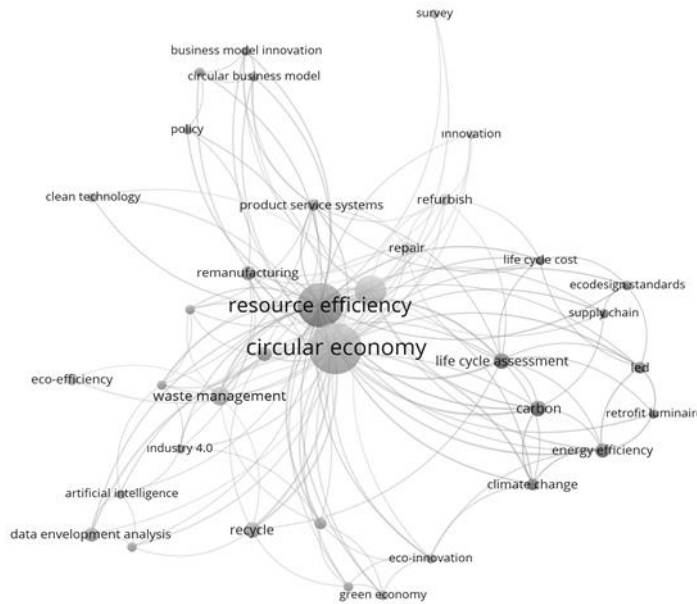 survey
business model innovation
circular business model
policy
innovation
clean technology
product service systems
refurbish
repair
life cycle cost
remanufacturing
ecodesign standards
resource efficiency
supply chain
circular economy
life cycle assessment
led
eco-efficiency
waste management
carbon
retrofit luminaire
industry 4.0
energy efficiency
climate change
artificial intelligence
data envelopment analysis
recycle
eco-innovation
green economy